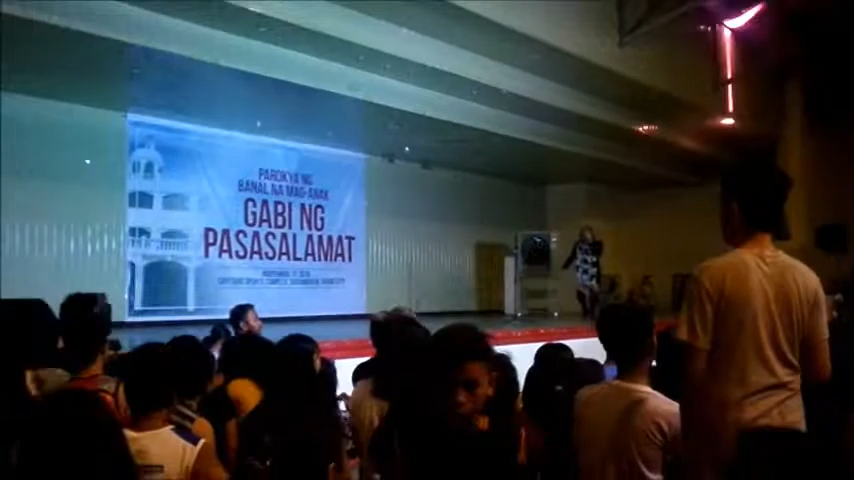 PAROKYA NG
BANAL NA MAG-ANAK
GABI NG
PASASALAMAT